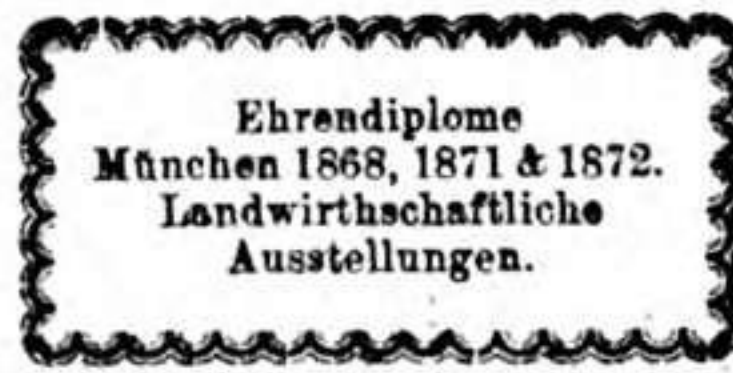 Ehrendiplome
München 1868, 1871 & 1872.
Landwirthschaftliche
Ausstellungen.